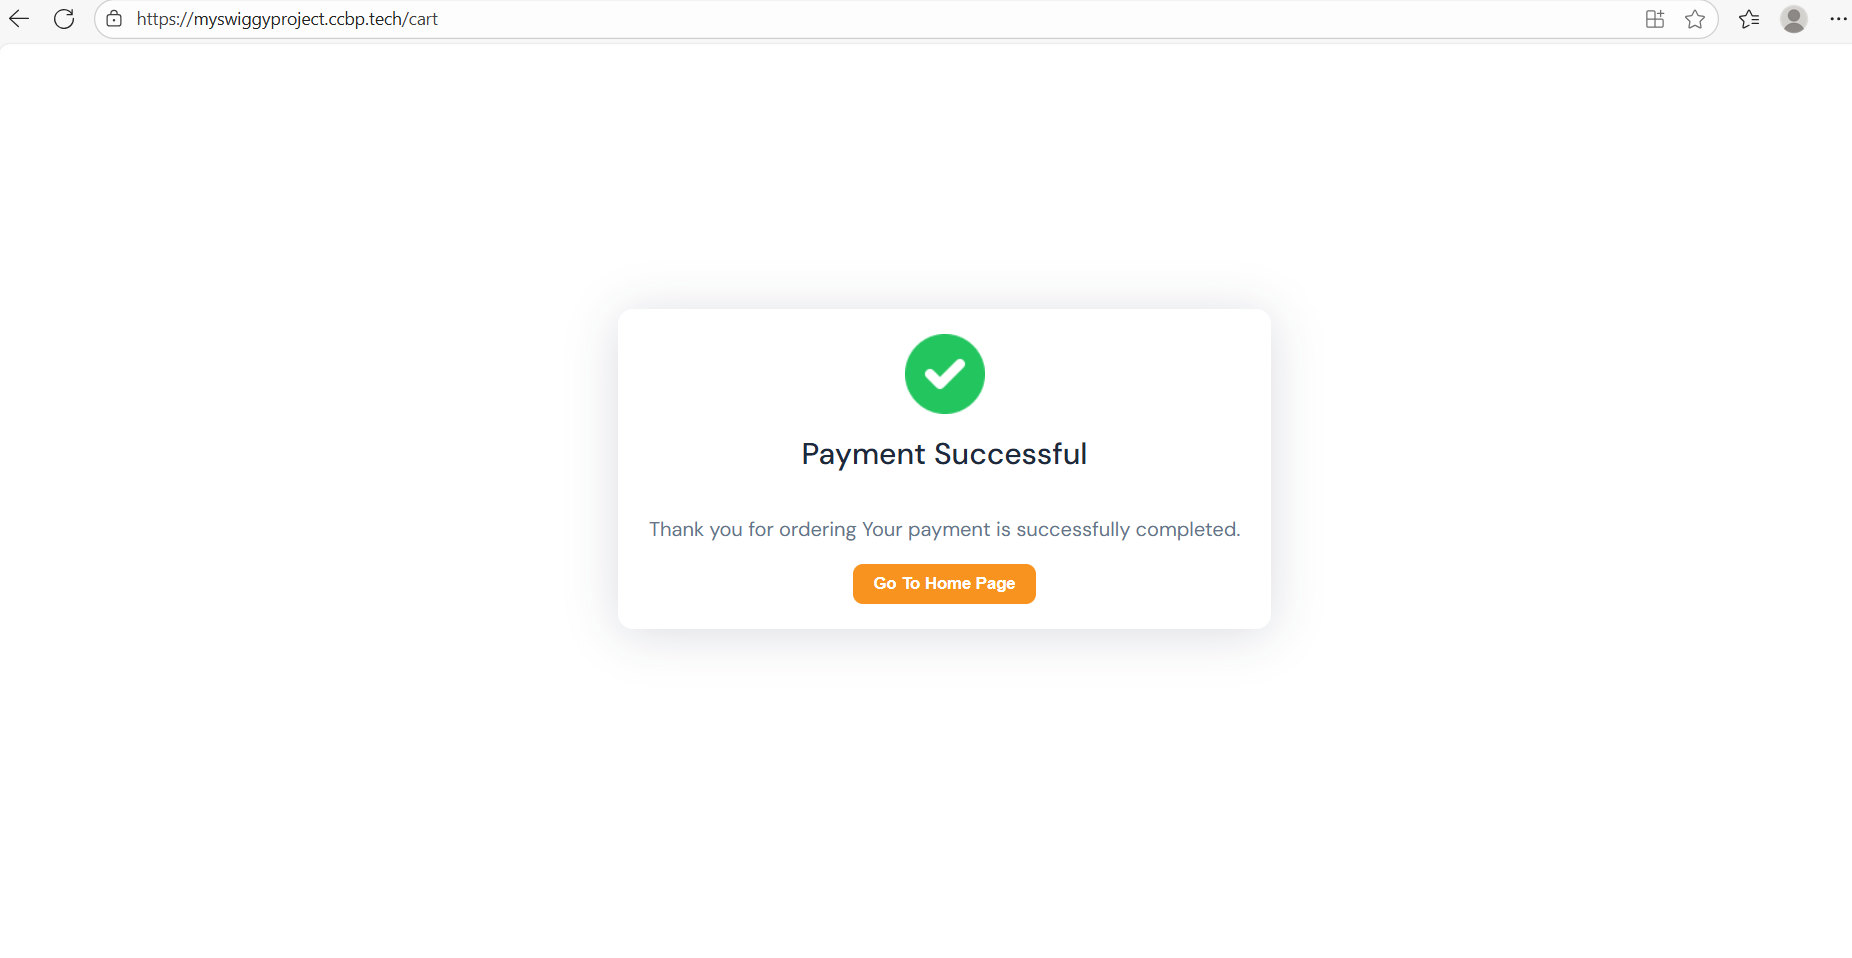 https://myswiggyproject.ccbp.tech/cart
Payment Successful
Thank you for ordering Your payment is successfully completed.
Go To Home Page